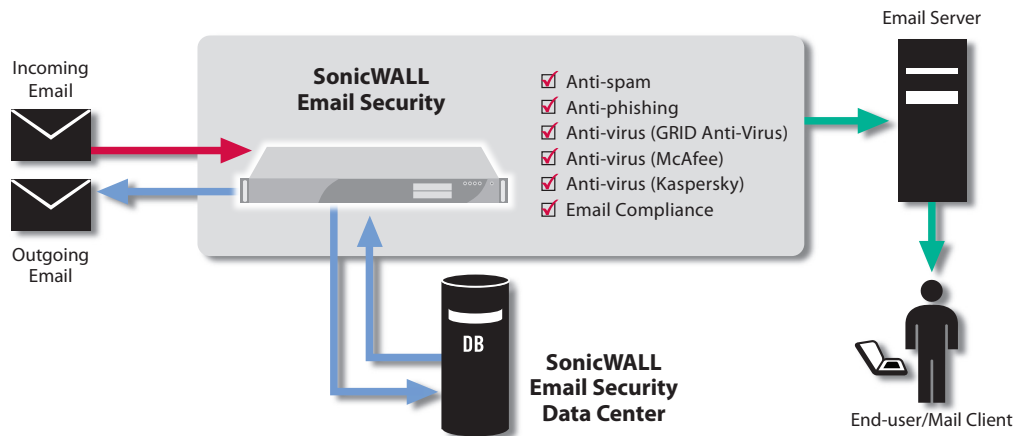 Email Server
Incoming
Email
SonicWALL
Email Security
Anti-spam
Anti-phishing
Anti-virus (GRID Anti-Virus)
Anti-virus (McAfee)
Anti-virus (Kaspersky)
Email Compliance
Outgoing
Email
DB
SonicWALL
Email Security
Data Center
End-user/Mail Client